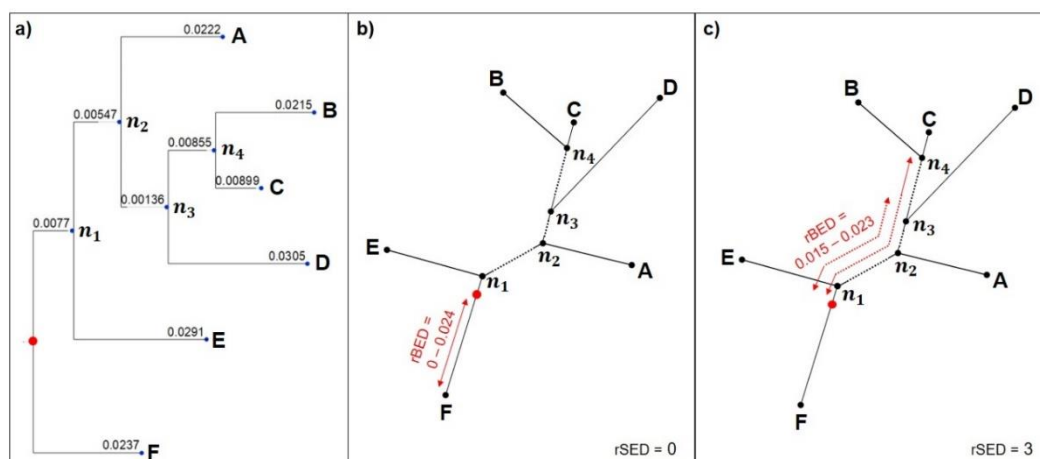 a)
0.0222
A
0.00547
n₂
0.0215
B
0.00855
n₄
0.00899
C
0.00136
n₃
0.0077
n₁
0.0305
D
0.0291
E
0.0237
F
b)
B
C
D
n₄
n₃
E
n₂
n₁
A
rBED =
0 – 0.024
F
rSED = 0
c)
B
C
D
n₄
rBED =
0.015 – 0.023
n₃
E
n₂
n₁
A
F
rSED = 3